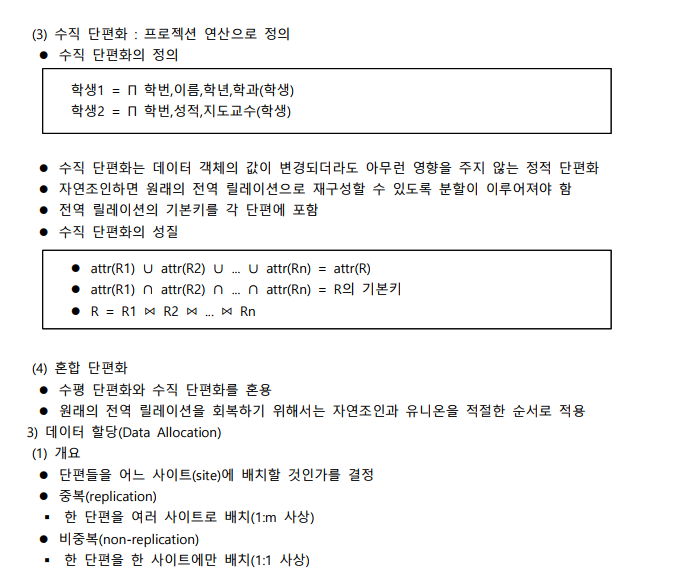 (3) 수직 단편화 : 프로젝션 연산으로 정의
● 수직 단편화의 정의
학생1 = Π 학번,이름,학년,학과(학생)
학생2 = Π 학번,성적,지도교수(학생)
● 수직 단편화는 데이터 객체의 값이 변경되더라도 아무런 영향을 주지 않는 정적 단편화
● 자연조인하면 원래의 전역 릴레이션으로 재구성할 수 있도록 분할이 이루어져야 함
● 전역 릴레이션의 기본키를 각 단편에 포함
● 수직 단편화의 성질
● attr(R1) ∪ attr(R2) ∪ ... ∪ attr(Rn) = attr(R)
● attr(R1) ∩ attr(R2) ∩ ... ∩ attr(Rn) = R의 기본키
● R = R1 ⋈ R2 ⋈ ... ⋈ Rn
(4) 혼합 단편화
● 수평 단편화와 수직 단편화를 혼용
● 원래의 전역 릴레이션을 회복하기 위해서는 자연조인과 유니온을 적절한 순서로 적용
3) 데이터 할당(Data Allocation)
(1) 개요
● 단편들을 어느 사이트(site)에 배치할 것인가를 결정
● 중복(replication)
▪ 한 단편을 여러 사이트로 배치(1:m 사상)
● 비중복(non-replication)
▪ 한 단편을 한 사이트에만 배치(1:1 사상)